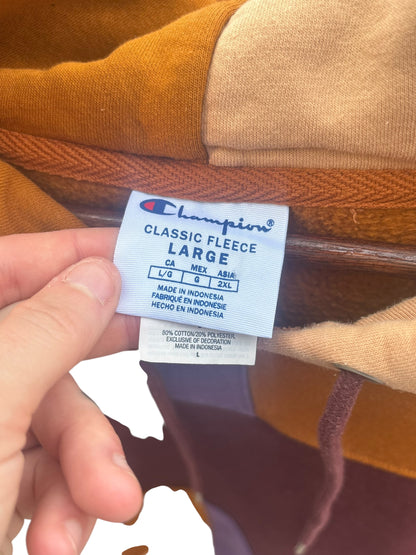 Champion®
CLASSIC FLEECE
LARGE
CA MEX ASIA
L/G G 2XL
MADE IN INDONESIA
FABRIQUÉ EN INDONÉSIE
HECHO EN INDONESIA
80% COTTON/20% POLYESTER,
EXCLUSIVE OF DECORATION
MADE IN INDONESIA
L